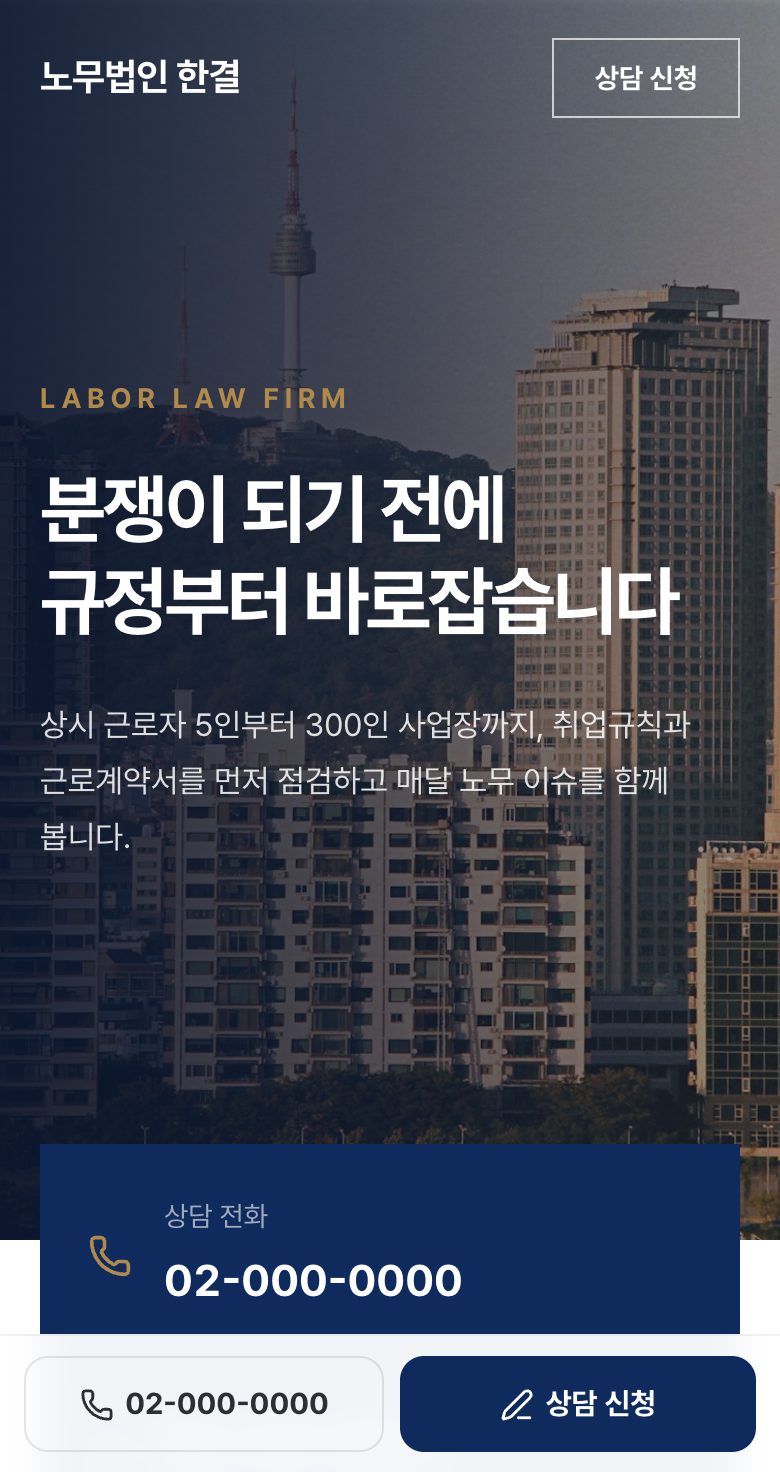 노무법인 한결
상담 신청
LABOR LAW FIRM
분쟁이 되기 전에
규정부터 바로잡습니다
상시 근로자 5인부터 300인 사업장까지, 취업규칙과
근로계약서를 먼저 점검하고 매달 노무 이슈를 함께
봅니다.
상담 전화
02-000-0000
02-000-0000
상담 신청